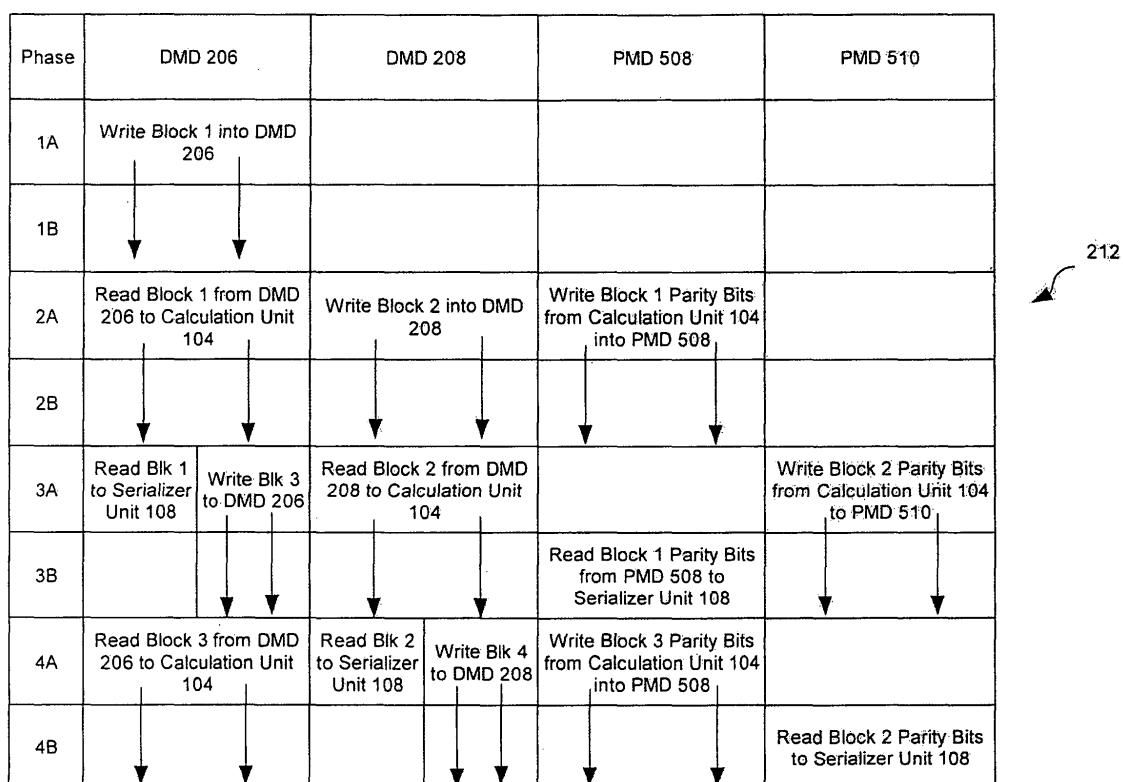 Phase
DMD 206
DMD 208
PMD 508
PMD 510
1A
Write Block 1 into DMD
206
1B
212
2A
Read Block 1 from DMD
206 to Calculation Unit
104
Write Block 2 into DMD
208
Write Block 1 Parity Bits
from Calculation Unit 104
into PMD 508
2B
3A
Read Blk 1
to Serializer
Unit 108
Write Blk 3
to DMD 206
Read Block 2 from DMD
208 to Calculation Unit
104
Write Block 2 Parity Bits
from Calculation Unit 104
to PMD 510
3B
Read Block 1 Parity Bits
from PMD 508 to
Serializer Unit 108
4A
Read Block 3 from DMD
206 to Calculation Unit
104
Read Blk 2
to Serializer
Unit 108
Write Blk 4
to DMD 208
Write Block 3 Parity Bits
from Calculation Unit 104
into PMD 508
4B
Read Block 2 Parity Bits
to Serializer Unit 108